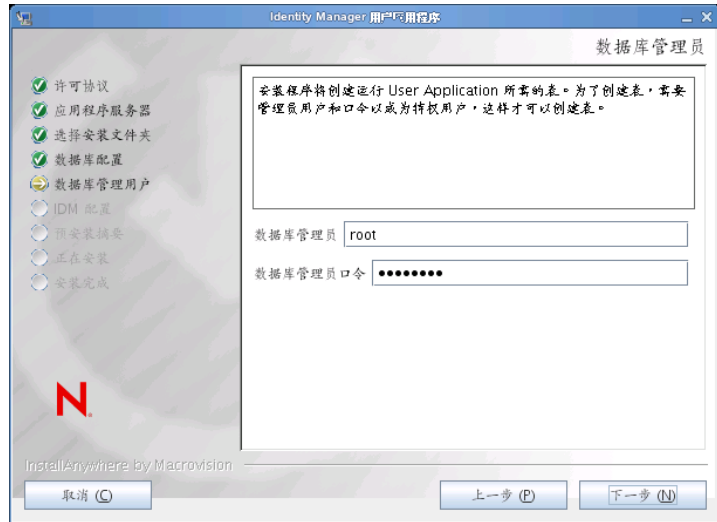 Identity Manager 用户应用程序
数据库管理员
许可协议
应用程序服务器
选择安装文件夹
数据库配置
数据库管理用户
IDM 配置
预安装摘要
正在安装
安装完成
安装程序将创建运行 User Application 所需的表。为了创建表，需要
管理员用户和口令以成为特权用户，这样才可以创建表。
数据库管理员 root
数据库管理员口令 ●●●●●●●●
N
InstallAnywhere by Macrovision
取消 (C)
上一步 (P)
下一步 (N)